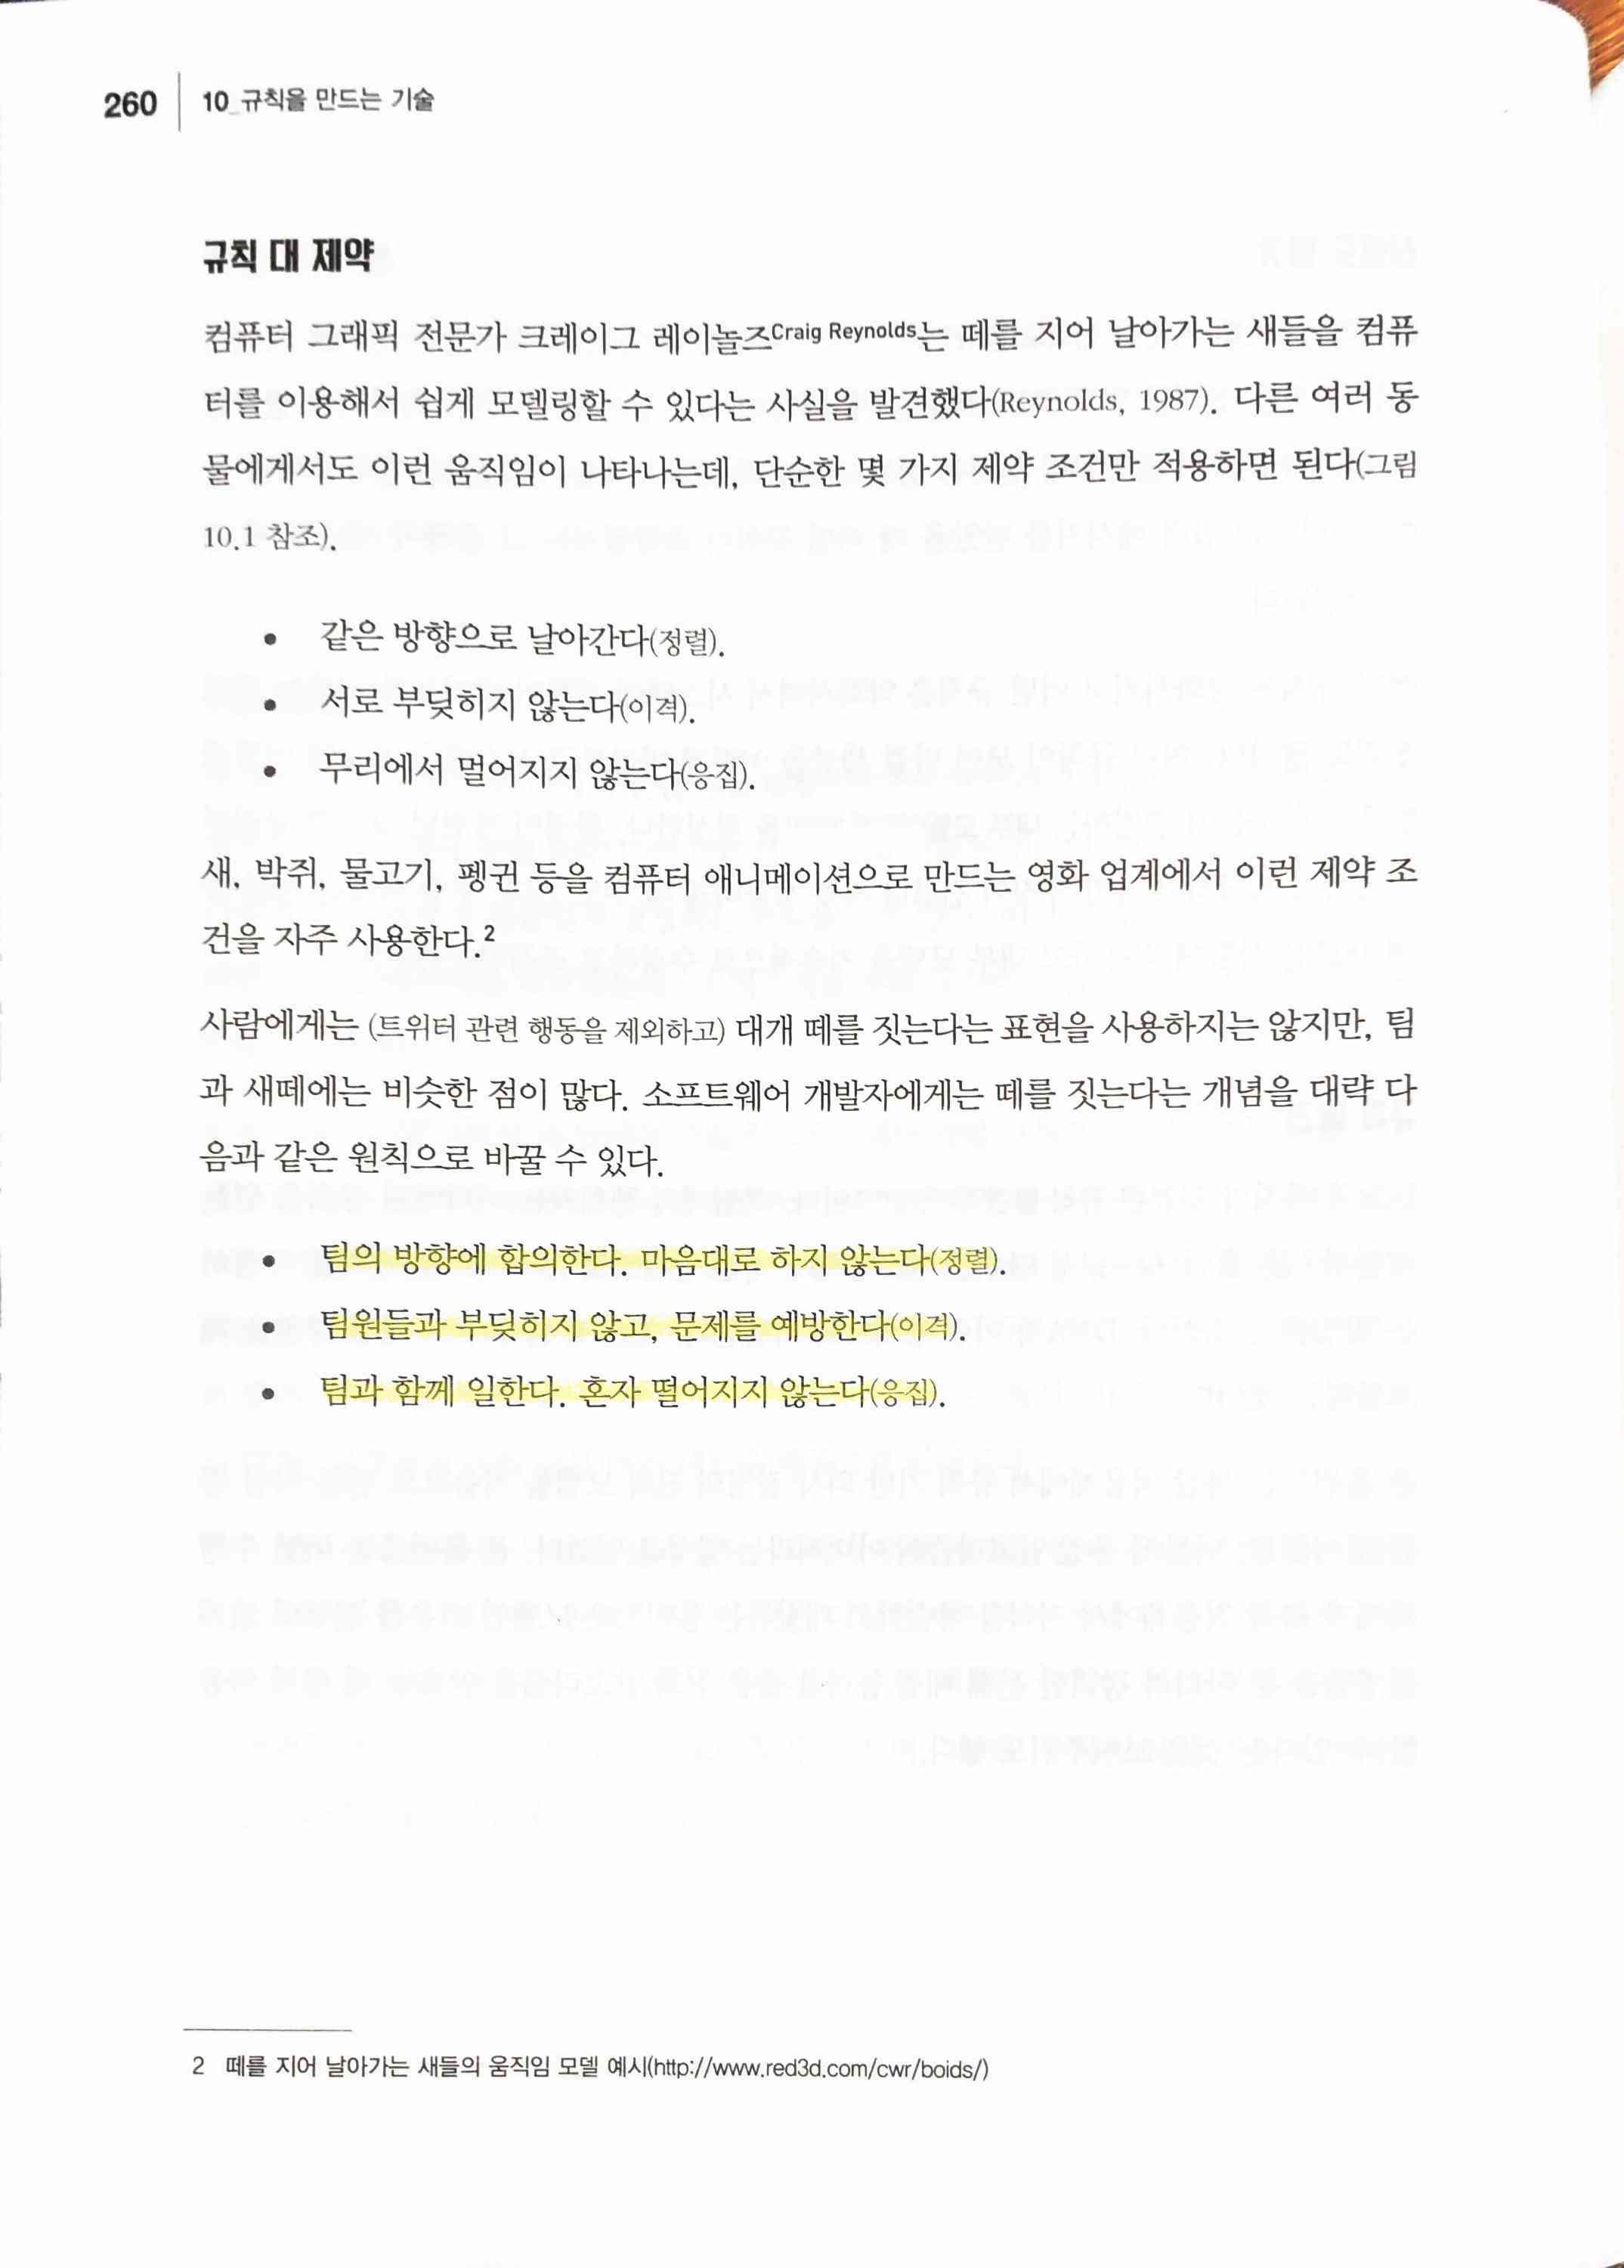 260 10_규칙을 만드는 기술
규칙 대 제약
컴퓨터 그래픽 전문가 크레이그 레이놀즈Craig Reynolds는 떼를 지어 날아가는 새들을 컴퓨
터를 이용해서 쉽게 모델링할 수 있다는 사실을 발견했다(Reynolds, 1987). 다른 여러 동
물에게서도 이런 움직임이 나타나는데, 단순한 몇 가지 제약 조건만 적용하면 된다(그림
10.1 참조).
• 같은 방향으로 날아간다(정렬).
• 서로 부딪히지 않는다(이격).
• 무리에서 멀어지지 않는다(응집).
새, 박쥐, 물고기, 펭귄 등을 컴퓨터 애니메이션으로 만드는 영화 업계에서 이런 제약 조
건을 자주 사용한다.2
사람에게는 (트위터 관련 행동을 제외하고) 대개 떼를 짓는다는 표현을 사용하지는 않지만, 팀
과 새떼에는 비슷한 점이 많다. 소프트웨어 개발자에게는 떼를 짓는다는 개념을 대략 다
음과 같은 원칙으로 바꿀 수 있다.
• 팀의 방향에 합의한다. 마음대로 하지 않는다(정렬).
• 팀원들과 부딪히지 않고, 문제를 예방한다(이격).
• 팀과 함께 일한다. 혼자 떨어지지 않는다(응집).
2 떼를 지어 날아가는 새들의 움직임 모델 예시(http://www.red3d.com/cwr/boids/)